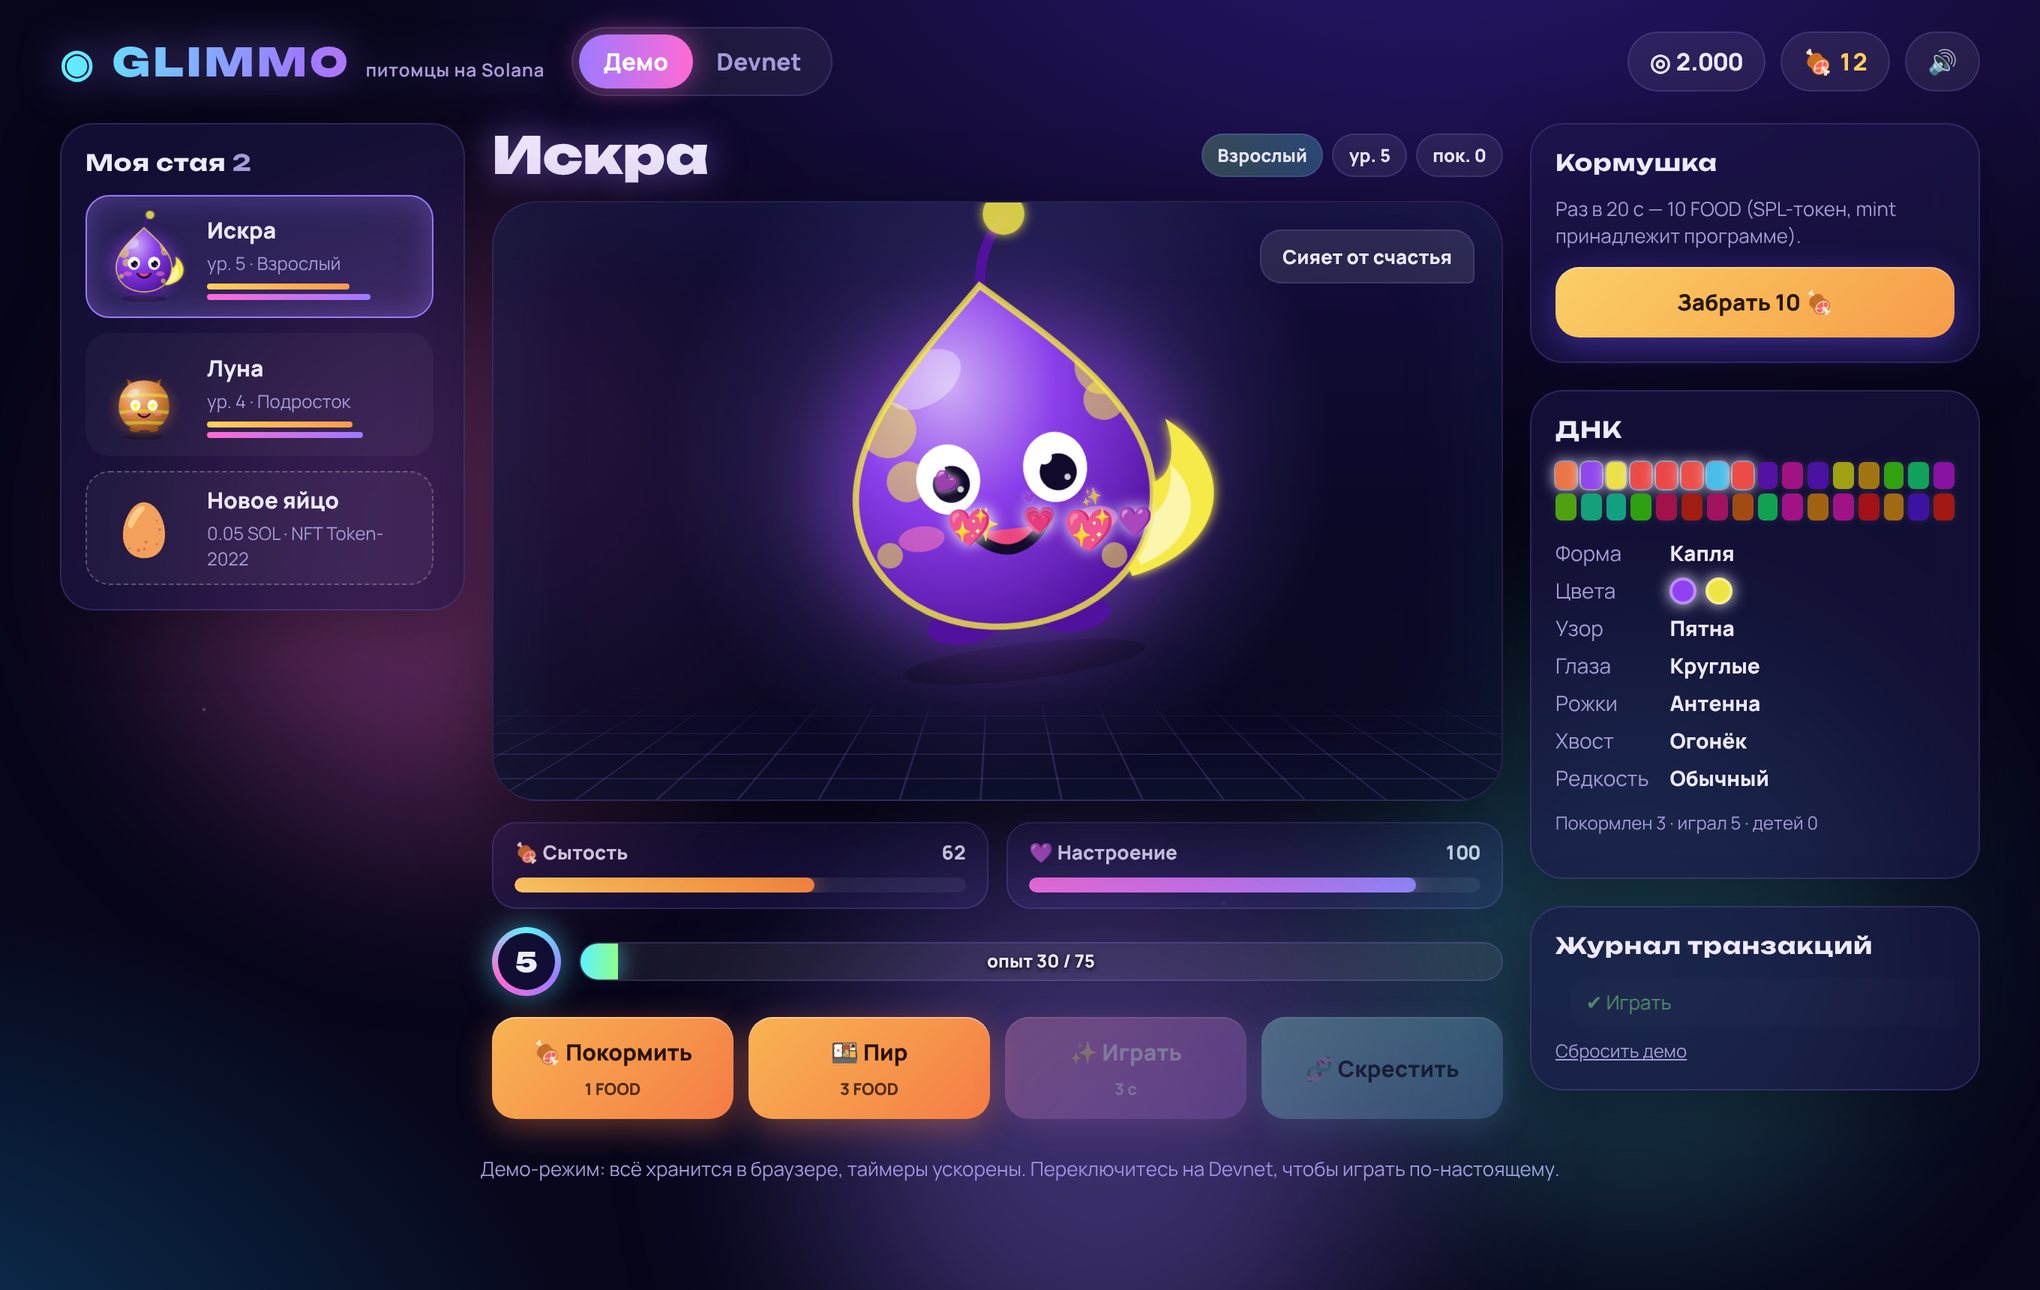 GLIMMO
питомцы на Solana
Демо
Devnet
2.000
12
Моя стая 2
Искра
ур. 5 · Взрослый
Луна
ур. 4 · Подросток
Новое яйцо
0.05 SOL · NFT Token-
2022
Искра
Взрослый
ур. 5
пок. 0
Сияет от счастья
Сытость
62
Настроение
100
5
опыт 30 / 75
Покормить
1 FOOD
Пир
3 FOOD
Играть
3 с
Скрестить
Кормушка
Раз в 20 с — 10 FOOD (SPL-токен, mint
принадлежит программе).
Забрать 10
ДНК
Форма Капля
Цвета
Узор Пятна
Глаза Круглые
Рожки Антенна
Хвост Огонёк
Редкость Обычный
Покормлен 3 · играл 5 · детей 0
Журнал транзакций
✔ Играть
Сбросить демо
Демо-режим: всё хранится в браузере, таймеры ускорены. Переключитесь на Devnet, чтобы играть по-настоящему.